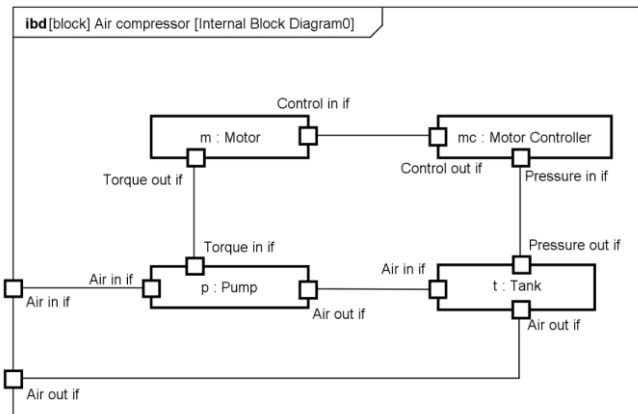 ibd [block] Air compressor [Internal Block Diagram0]
Control in if
m : Motor
mc : Motor Controller
Torque out if
Control out if
Pressure in if
Torque in if
Pressure out if
Air in if
Air in if
Air in if
p : Pump
t : Tank
Air out if
Air out if
Air out if